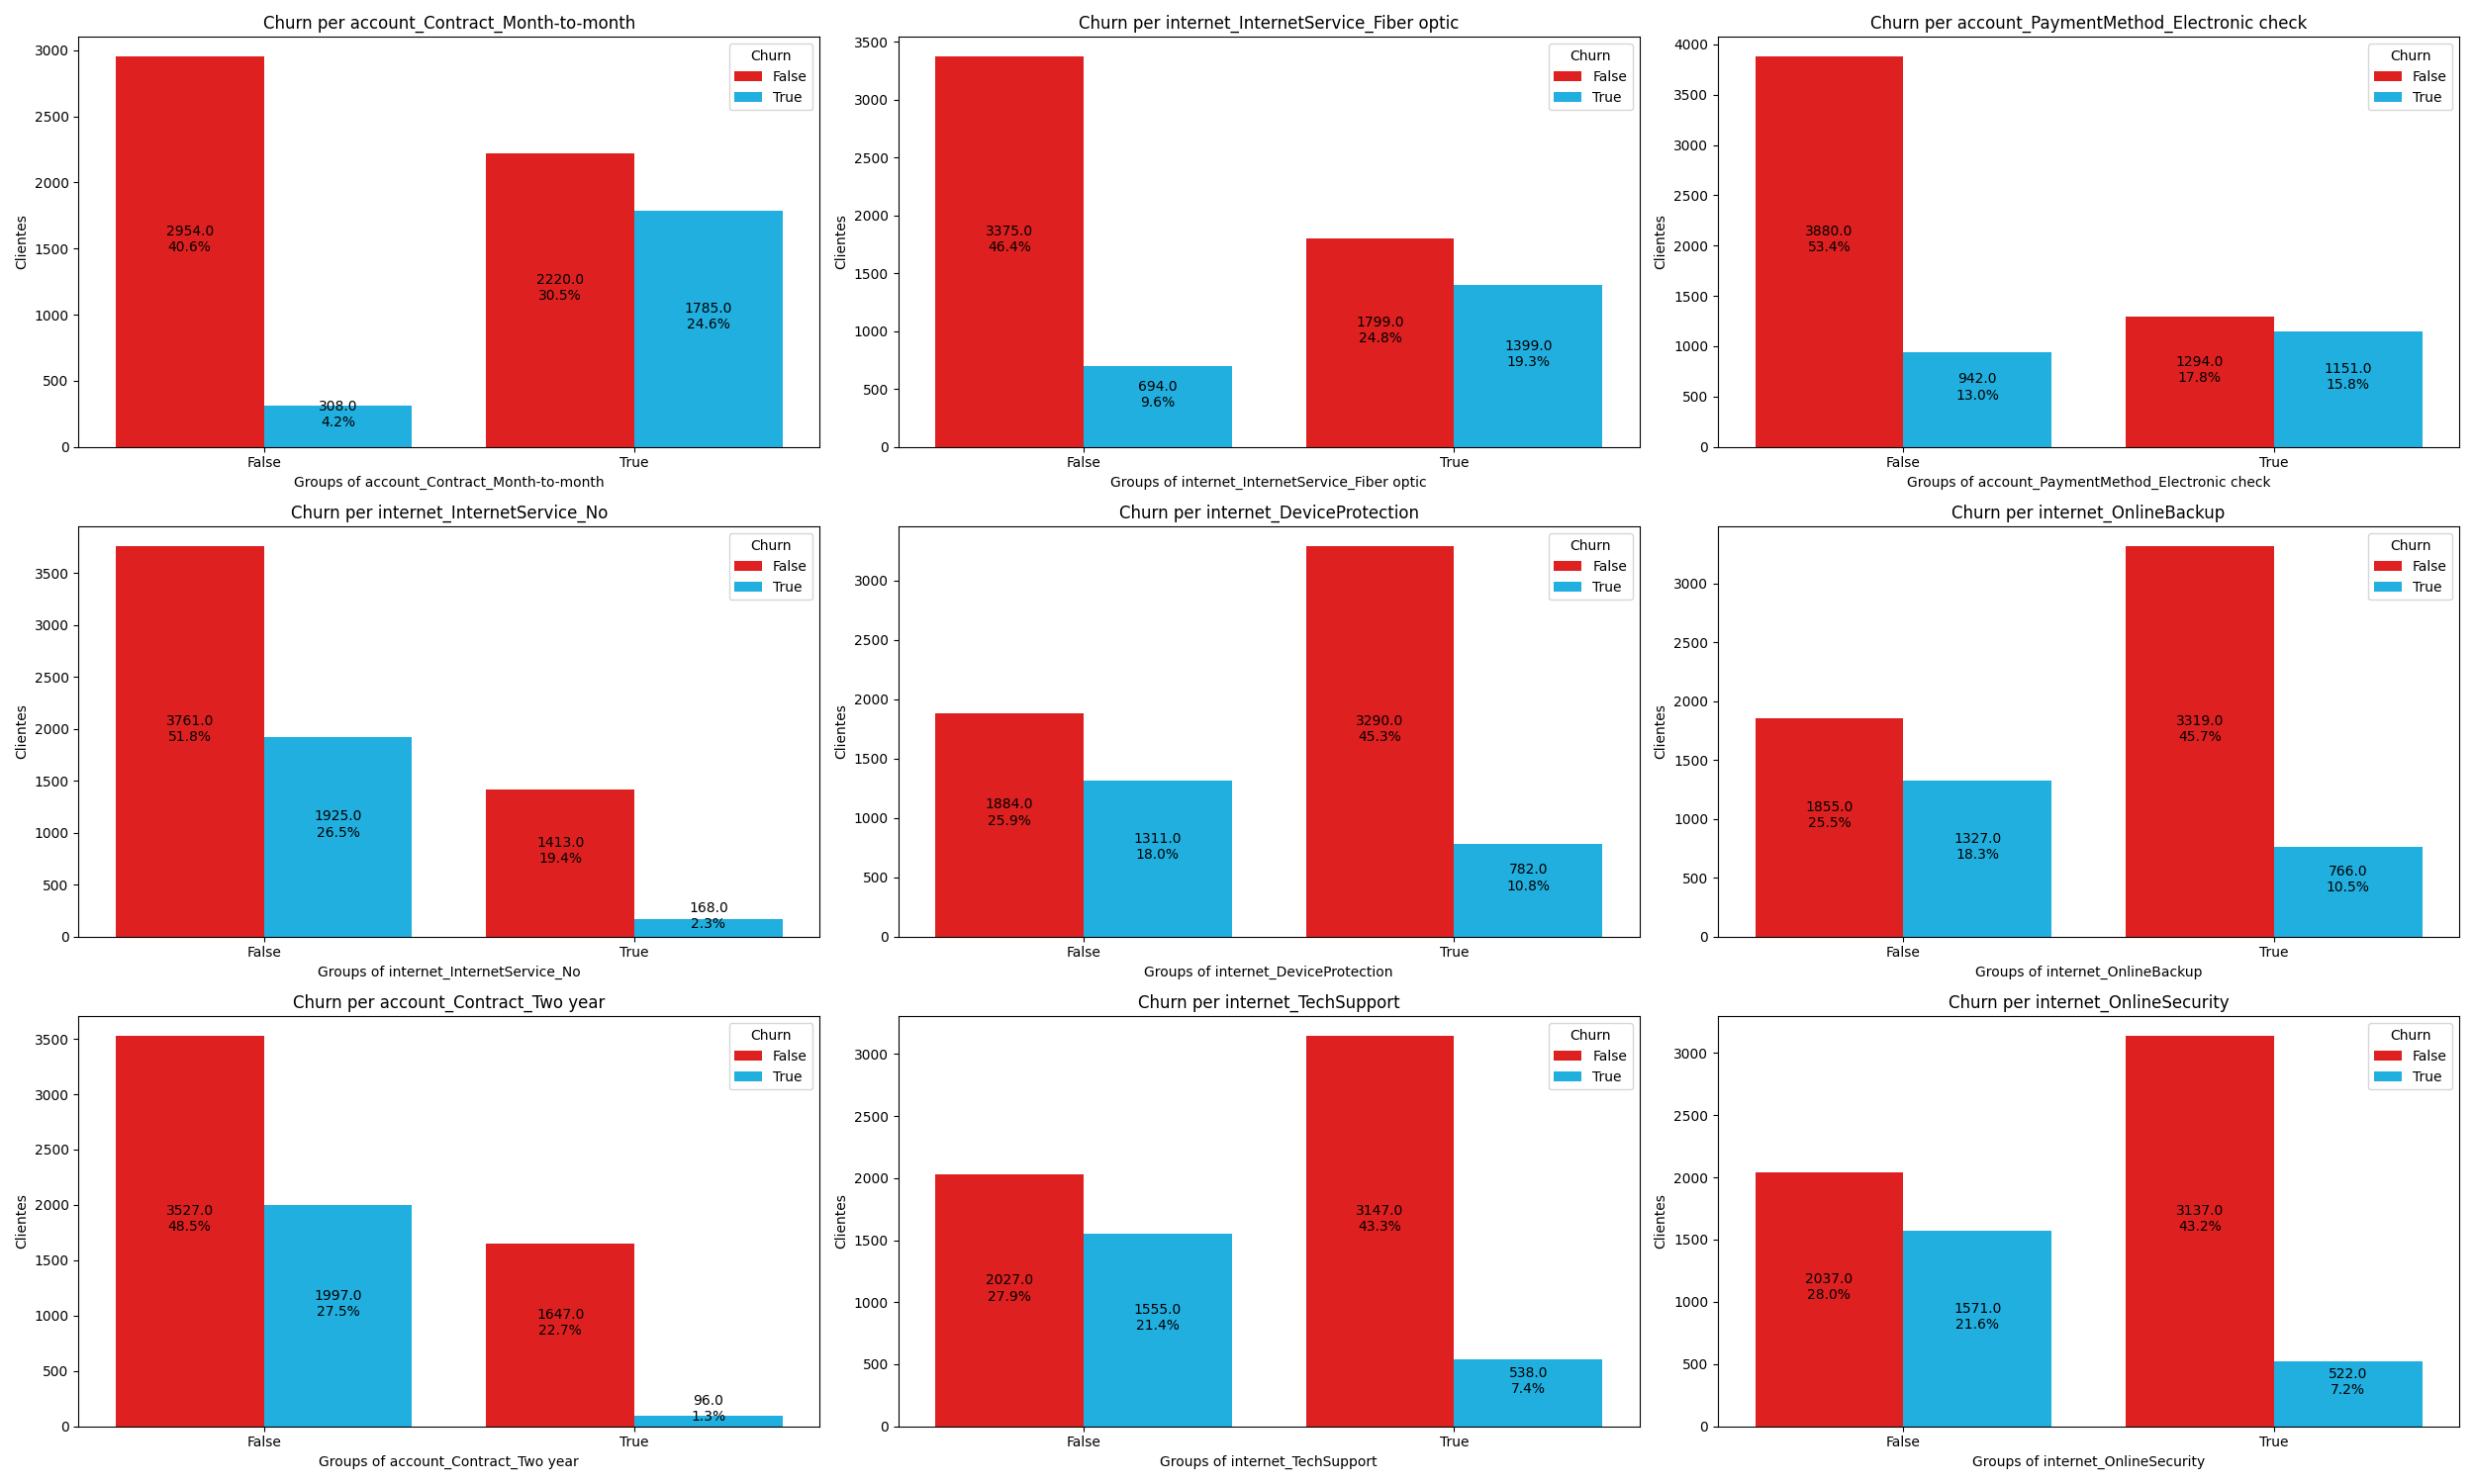 Churn per account_Contract_Month-to-month
Churn
False
True
3000
2500
2000
1500
1000
500
0
Clientes
2954.0
40.6%
308.0
4.2%
2220.0
30.5%
1785.0
24.6%
False
True
Groups of account_Contract_Month-to-month
Churn per internet_InternetService_Fiber optic
Churn
False
True
3500
3000
2500
2000
1500
1000
500
0
Clientes
3375.0
46.4%
694.0
9.6%
1799.0
24.8%
1399.0
19.3%
False
True
Groups of internet_InternetService_Fiber optic
Churn per account_PaymentMethod_Electronic check
Churn
False
True
4000
3500
3000
2500
2000
1500
1000
500
0
Clientes
3880.0
53.4%
942.0
13.0%
1294.0
17.8%
1151.0
15.8%
False
True
Groups of account_PaymentMethod_Electronic check
Churn per internet_InternetService_No
Churn
False
True
3500
3000
2500
2000
1500
1000
500
0
Clientes
3761.0
51.8%
1925.0
26.5%
1413.0
19.4%
168.0
2.3%
False
True
Groups of internet_InternetService_No
Churn per internet_DeviceProtection
Churn
False
True
3000
2500
2000
1500
1000
500
0
Clientes
1884.0
25.9%
1311.0
18.0%
3290.0
45.3%
782.0
10.8%
False
True
Groups of internet_DeviceProtection
Churn per internet_OnlineBackup
Churn
False
True
3000
2500
2000
1500
1000
500
0
Clientes
1855.0
25.5%
1327.0
18.3%
3319.0
45.7%
766.0
10.5%
False
True
Groups of internet_OnlineBackup
Churn per account_Contract_Two year
Churn
False
True
3500
3000
2500
2000
1500
1000
500
0
Clientes
3527.0
48.5%
1997.0
27.5%
1647.0
22.7%
96.0
1.3%
False
True
Groups of account_Contract_Two year
Churn per internet_TechSupport
Churn
False
True
3000
2500
2000
1500
1000
500
0
Clientes
2027.0
27.9%
1555.0
21.4%
3147.0
43.3%
538.0
7.4%
False
True
Groups of internet_TechSupport
Churn per internet_OnlineSecurity
Churn
False
True
3000
2500
2000
1500
1000
500
0
Clientes
2037.0
28.0%
1571.0
21.6%
3137.0
43.2%
522.0
7.2%
False
True
Groups of internet_OnlineSecurity